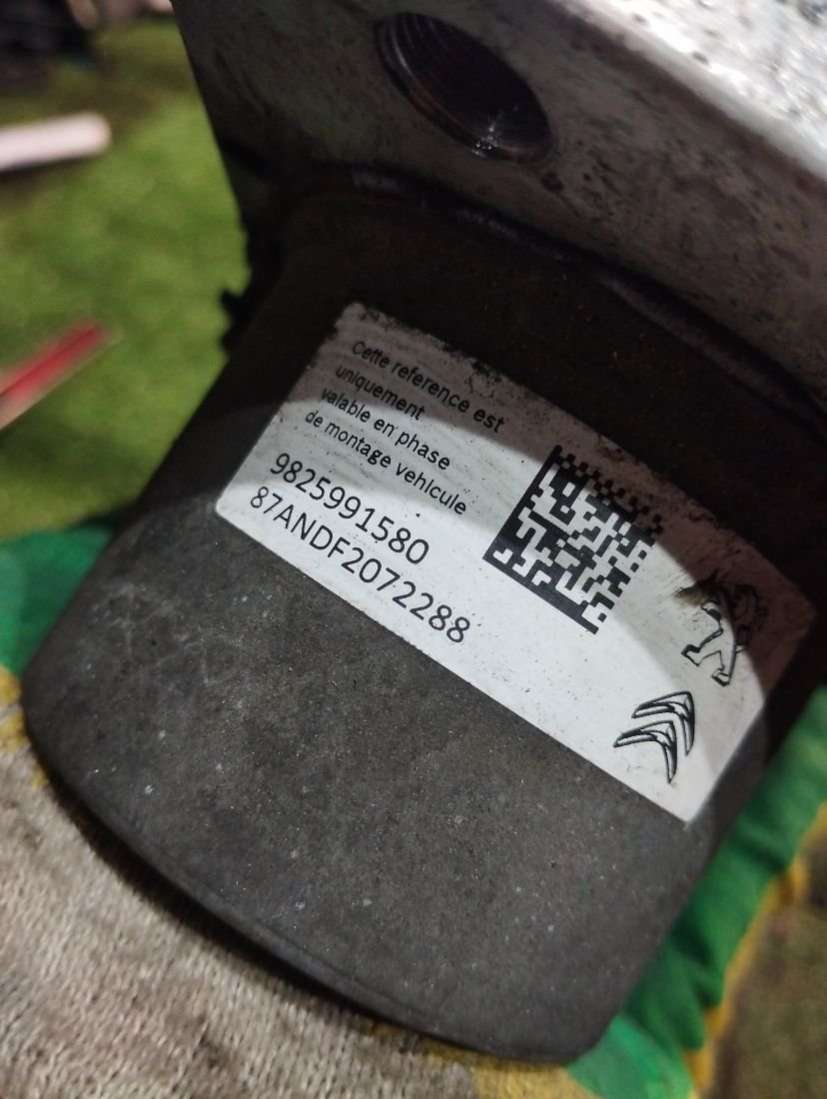 Cette reference est
uniquement
valable en phase
de montage vehicule
9825991580
87ANDF2072288